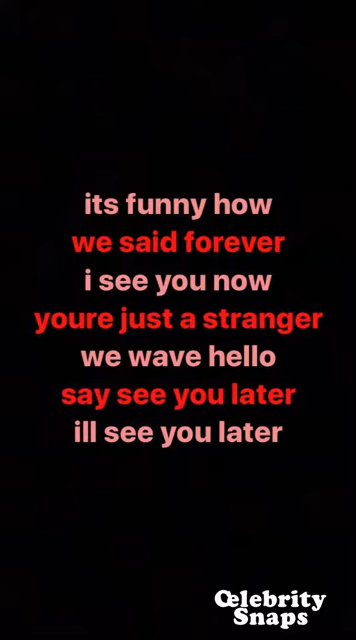 its funny how
we said forever
i see you now
youre just a stranger
we wave hello
say see you later
ill see you later
Celebrity
Snaps